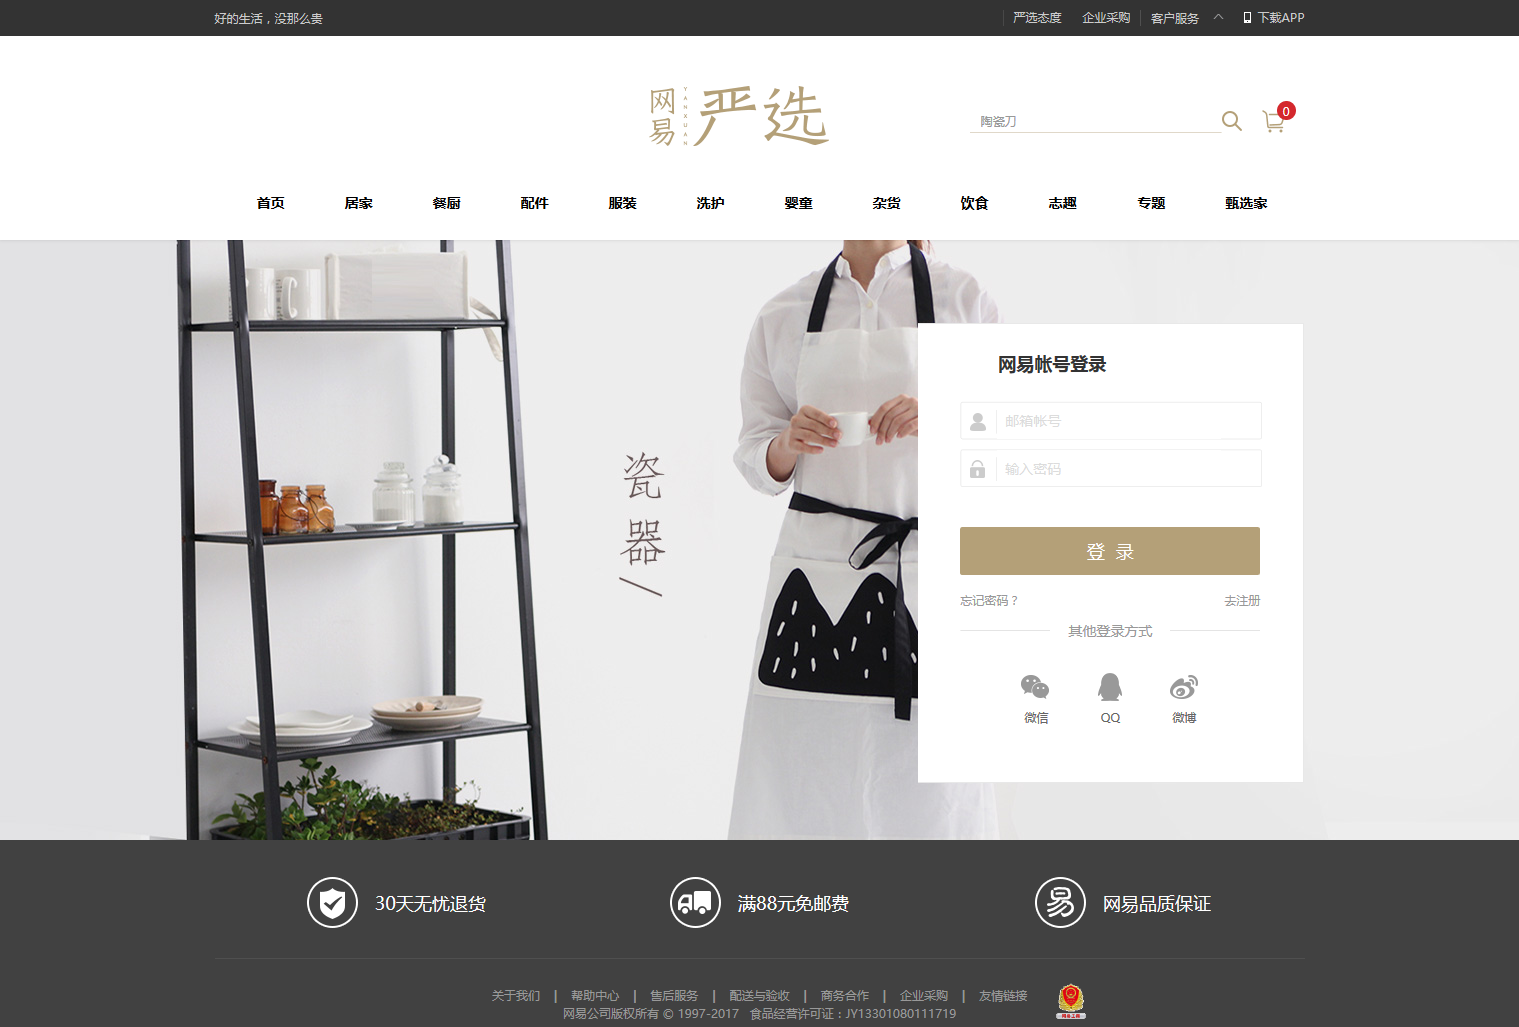 好的生活，没那么贵
严选态度 企业采购 客户服务 下载APP
网易 YANXUAN 严选
陶瓷刀
0
首页 居家 餐厨 配件 服装 洗护 婴童 杂货 饮食 志趣 专题 甄选家
瓷器/
网易帐号登录
邮箱帐号
输入密码
登 录
忘记密码？ 去注册
其他登录方式
微信 QQ 微博
30天无忧退货 满88元免邮费 易 网易品质保证
关于我们 | 帮助中心 | 售后服务 | 配送与验收 | 商务合作 | 企业采购 | 友情链接
网易公司版权所有 © 1997-2017 食品经营许可证：JY13301080111719